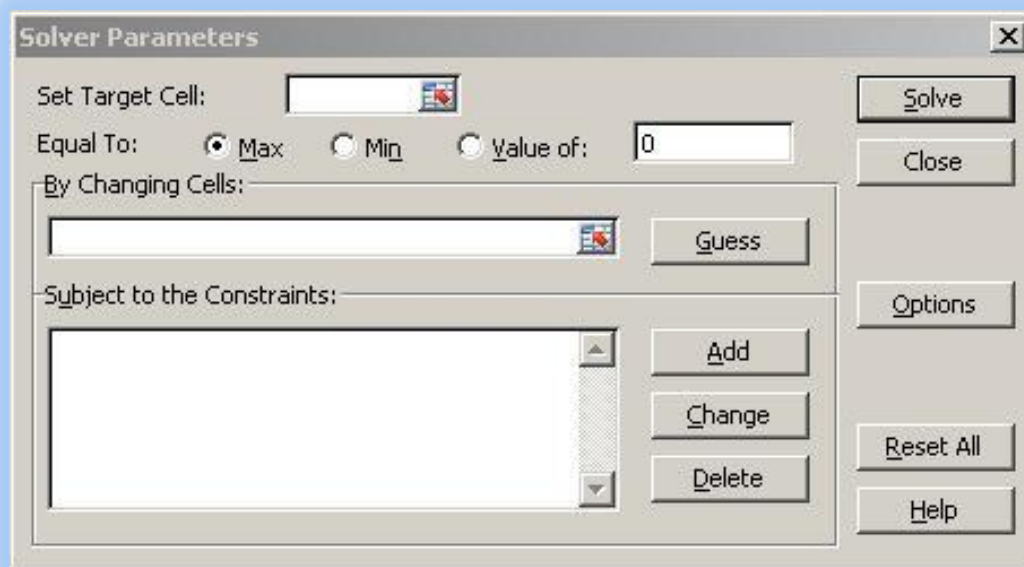 Solver Parameters
Set Target Cell:
Solve
Equal To: Max Min Value of: 0
Close
By Changing Cells:
Guess
Subject to the Constraints:
Options
Add
Change
Reset All
Delete
Help